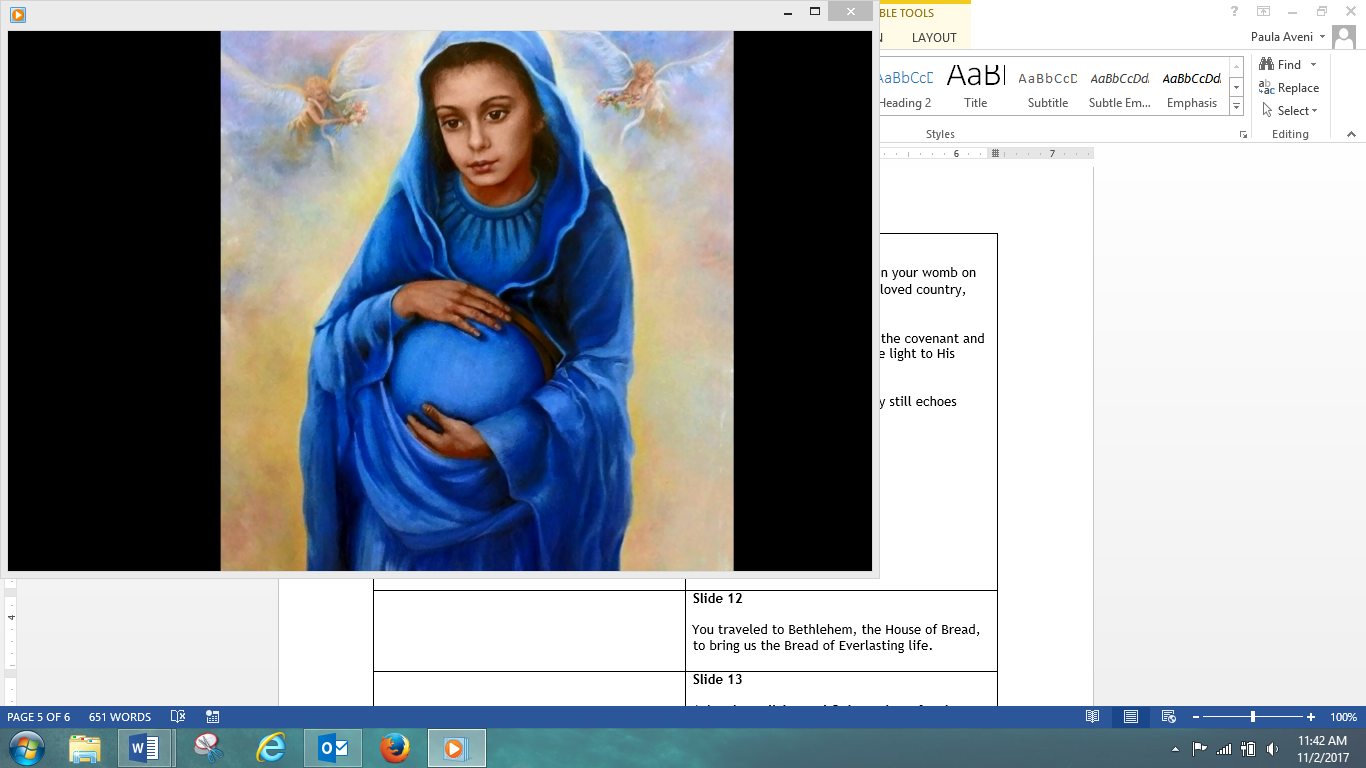 BLE TOOLS
LAYOUT
Paula Aveni
AaBbCcD
AaB
AaBbCcD
AaBbCcDd
AaBbCcDd
Heading 2
Title
Subtitle
Subtle Em...
Emphasis
Styles
Find
Replace
Select
Editing
6
7
n your womb on
loved country,
the covenant and
e light to His
y still echoes
4
Slide 12
You traveled to Bethlehem, the House of Bread,
to bring us the Bread of Everlasting life.
Slide 13
PAGE 5 OF 6
651 WORDS
100%
11:42 AM
11/2/2017